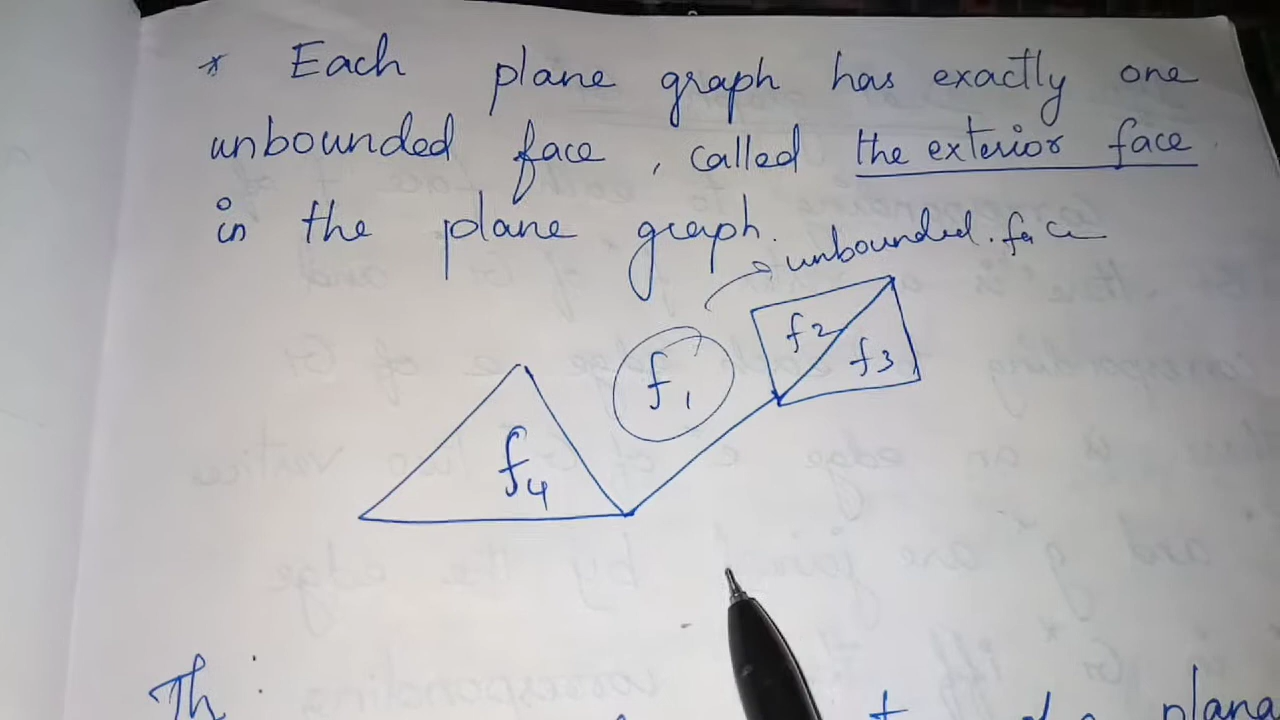 * Each plane graph has exactly one
unbounded face, called the exterior face
in the plane graph.
unbounded face
f2
f3
f1
f4
Th: